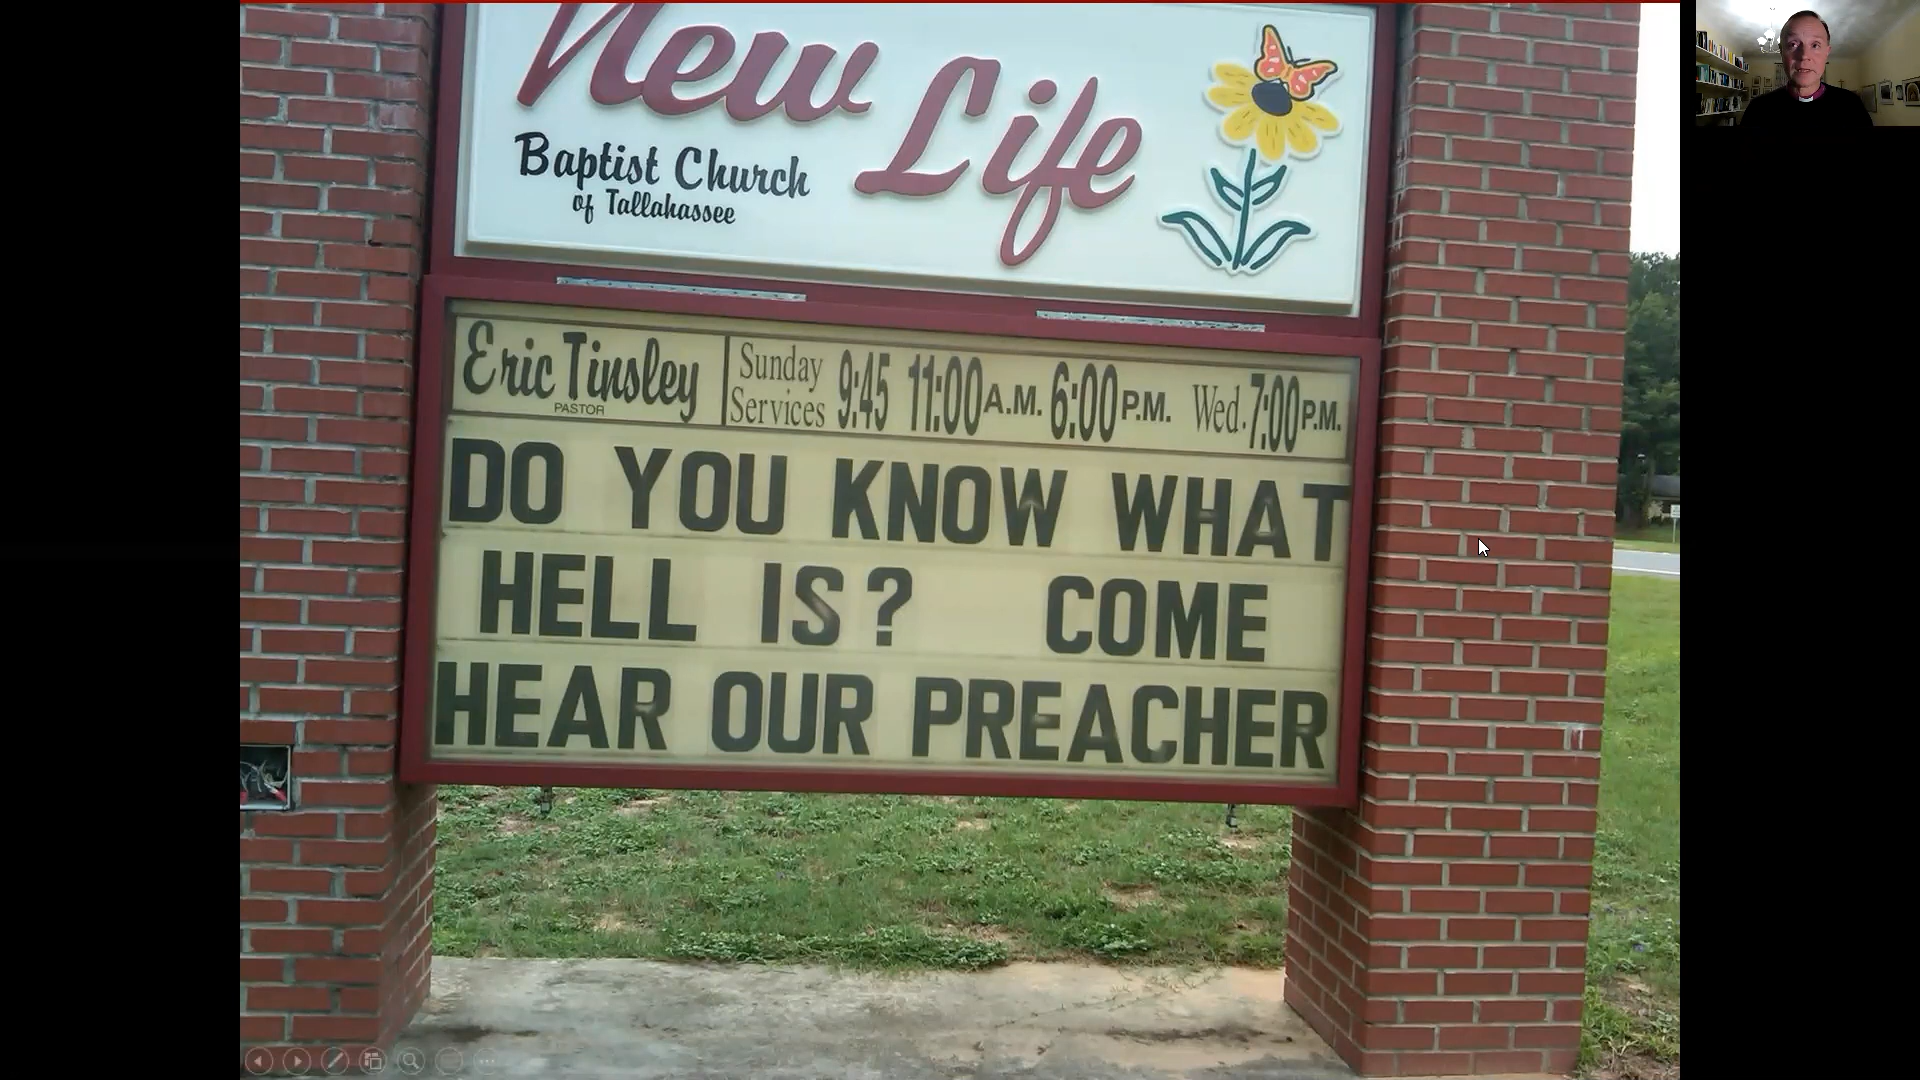 New Life
Baptist Church
of Tallahassee
Eric Tinsley
PASTOR
Sunday
Services
9:45 11:00 A.M. 6:00 P.M. Wed. 7:00 P.M.
DO YOU KNOW WHAT
HELL IS? COME
HEAR OUR PREACHER